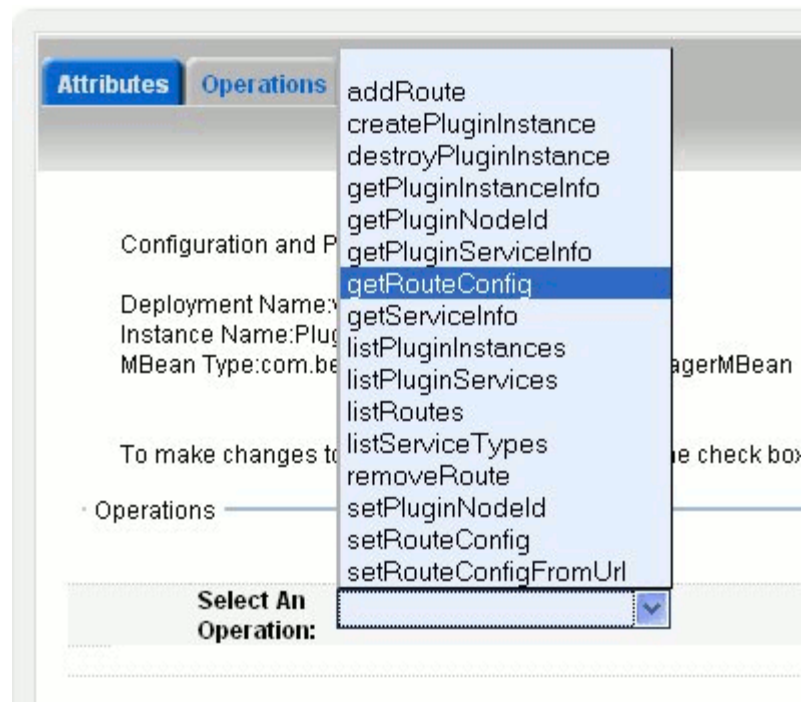 Attributes Operations
addRoute
createPluginInstance
destroyPluginInstance
getPluginInstanceInfo
getPluginNodeId
getPluginServiceInfo
getRouteConfig
getServiceInfo
listPluginInstances
listPluginServices
listRoutes
listServiceTypes
removeRoute
setPluginNodeId
setRouteConfig
setRouteConfigFromUrl
Configuration and P
Deployment Name:
Instance Name:Plug
MBean Type:com.be agerMBean
To make changes to e check box
Operations
Select An
Operation: